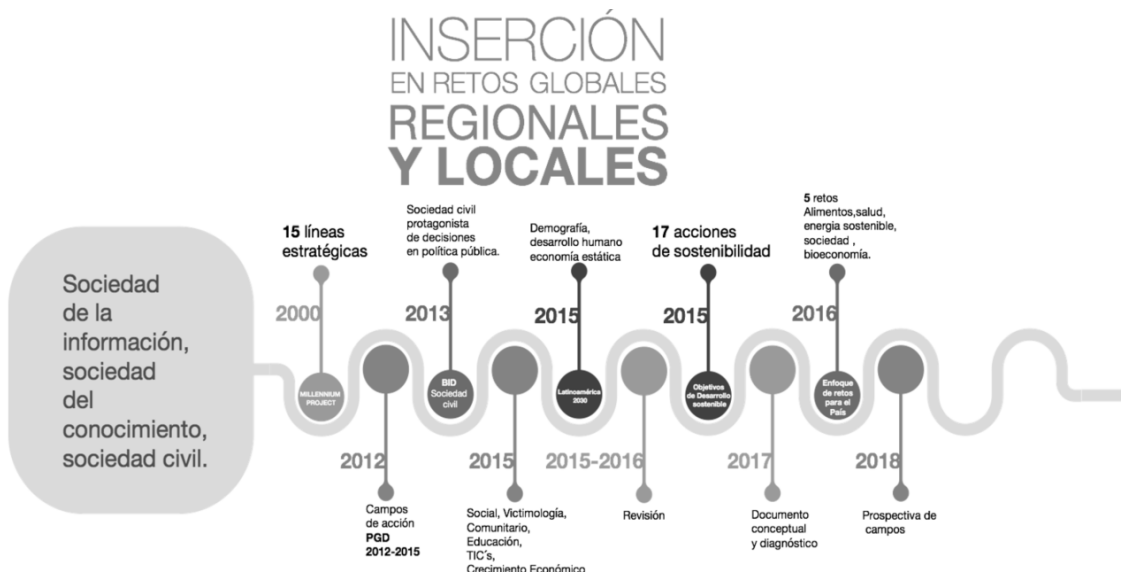 INSERCIÓN
EN RETOS GLOBALES
REGIONALES
Y LOCALES
Sociedad
de la
información,
sociedad
del
conocimiento,
sociedad civil.
15 líneas
estratégicas
2000
MILLENNIUM
PROJECT
2012
Campos
de acción
PGD
2012-2015
Sociedad civil
protagonista
de decisiones
en política pública.
2013
BID
Sociedad
civil
2015
Social, Victimología,
Comunitario,
Educación,
TIC´s,
Crecimiento Económico
Demografía,
desarrollo humano
economía estática
2015
Latinoamérica
2030
2015-2016
Revisión
17 acciones
de sostenibilidad
2015
Objetivos
de Desarrollo
sostenible
2017
Documento
conceptual
y diagnóstico
5 retos
Alimentos,salud,
energia sostenible,
sociedad ,
bioeconomía.
2016
Enfoque
de retos
para el
País
2018
Prospectiva de
campos